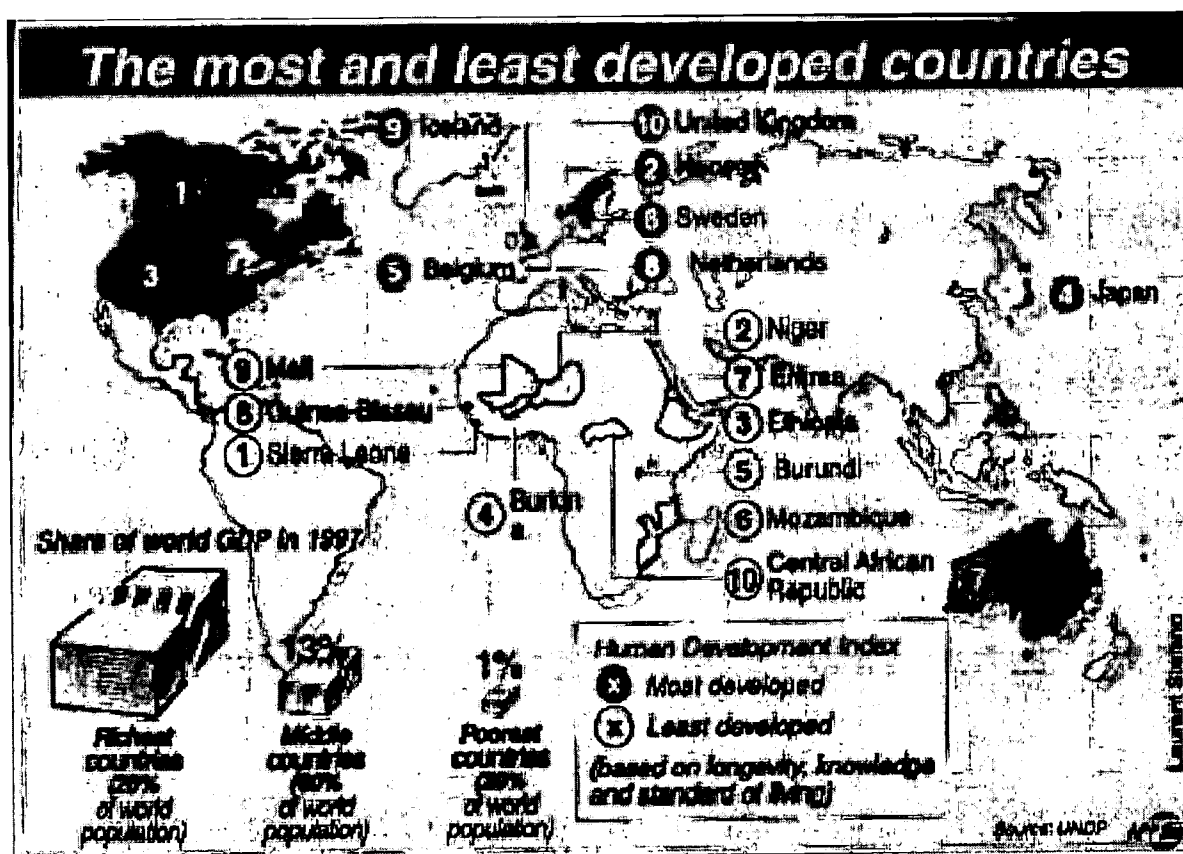 The most and least developed countries
9 Iceland
10 United Kingdom
1
2
8 Sweden
3
5 Belgium
Netherlands
4 Japan
2 Niger
9 Mali
7 Eritrea
8 Guinea-Bissau
3 Ethiopia
1 Sierra Leone
5 Burundi
4
a
6 Mozambique
Share of world GDP in 1997
10 Central African
Republic
13%
1%
Richest
countries
(20%
of world
population)
Middle
countries
(60%
of world
population)
Poorest
countries
(20%
of world
population)
Human Development Index
x Most developed
x Least developed
(based on longevity, knowledge
and standard of living)
Source: UNDP
AFP